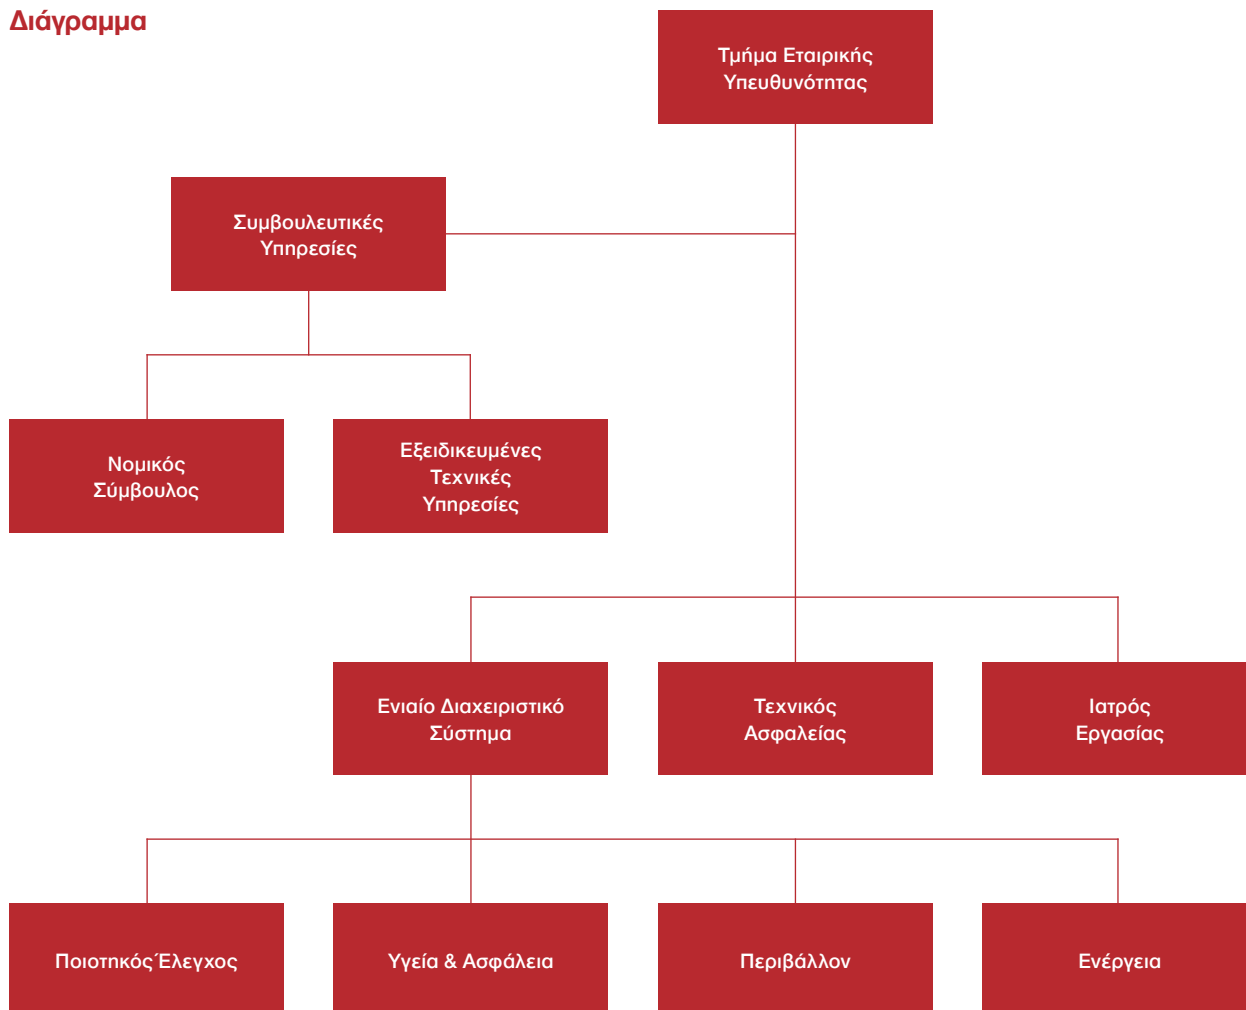 Διάγραμμα
Τμήμα Εταιρικής
Υπευθυνότητας
Συμβουλευτικές
Υπηρεσίες
Νομικός
Σύμβουλος
Εξειδικευμένες
Τεχνικές
Υπηρεσίες
Ενιαίο Διαχειριστικό
Σύστημα
Τεχνικός
Ασφαλείας
Ιατρός
Εργασίας
Ποιοτηκός Έλεγχος
Υγεία & Ασφάλεια
Περιβάλλον
Ενέργεια